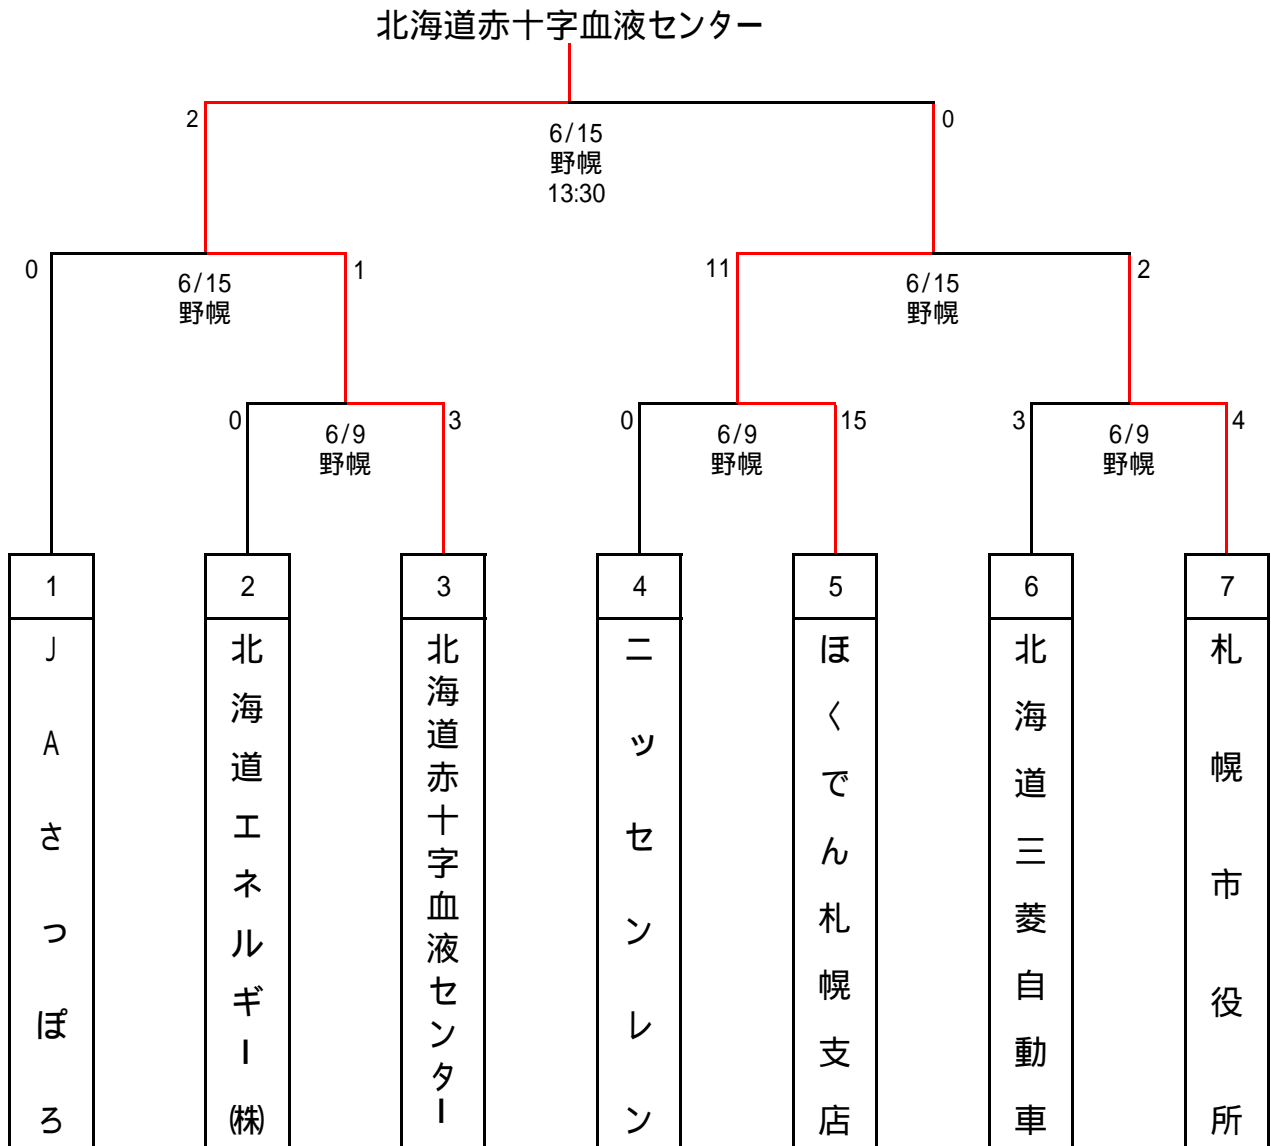 北海道赤十字血液センター
2
0
6/15
野幌
13:30
0
1
11
2
6/15
野幌
6/15
野幌
0
3
0
15
3
4
6/9
野幌
6/9
野幌
6/9
野幌
1
2
3
4
5
6
7
JAさつぽろ
北海道エネルギー㈱
北海道赤十字血液センター
ニッセンレン
ほくでん札幌支店
北海道三菱自動車
札幌市役所